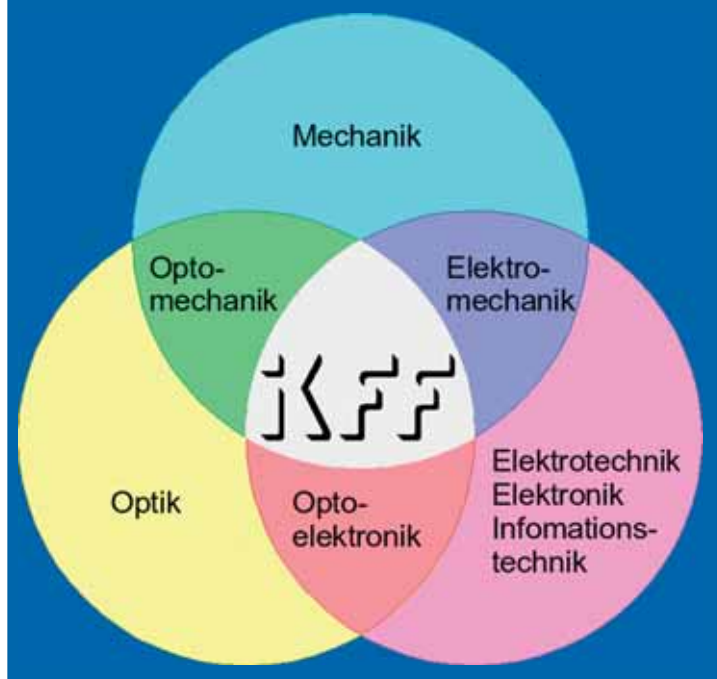 Mechanik
Opto-
mechanik
Elektro-
mechanik
iKFF
Optik
Opto-
elektronik
Elektrotechnik
Elektronik
Infomations-
technik